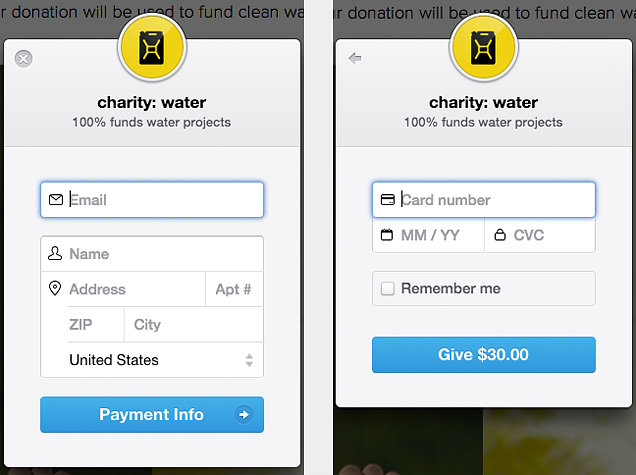 r donation will be used to fund clean wa
charity: water
100% funds water projects
Email
Name
Address
Apt #
ZIP
City
United States
Payment Info
ur donation will be used to fund clean wa
charity: water
100% funds water projects
Card number
MM / YY
CVC
Remember me
Give $30.00